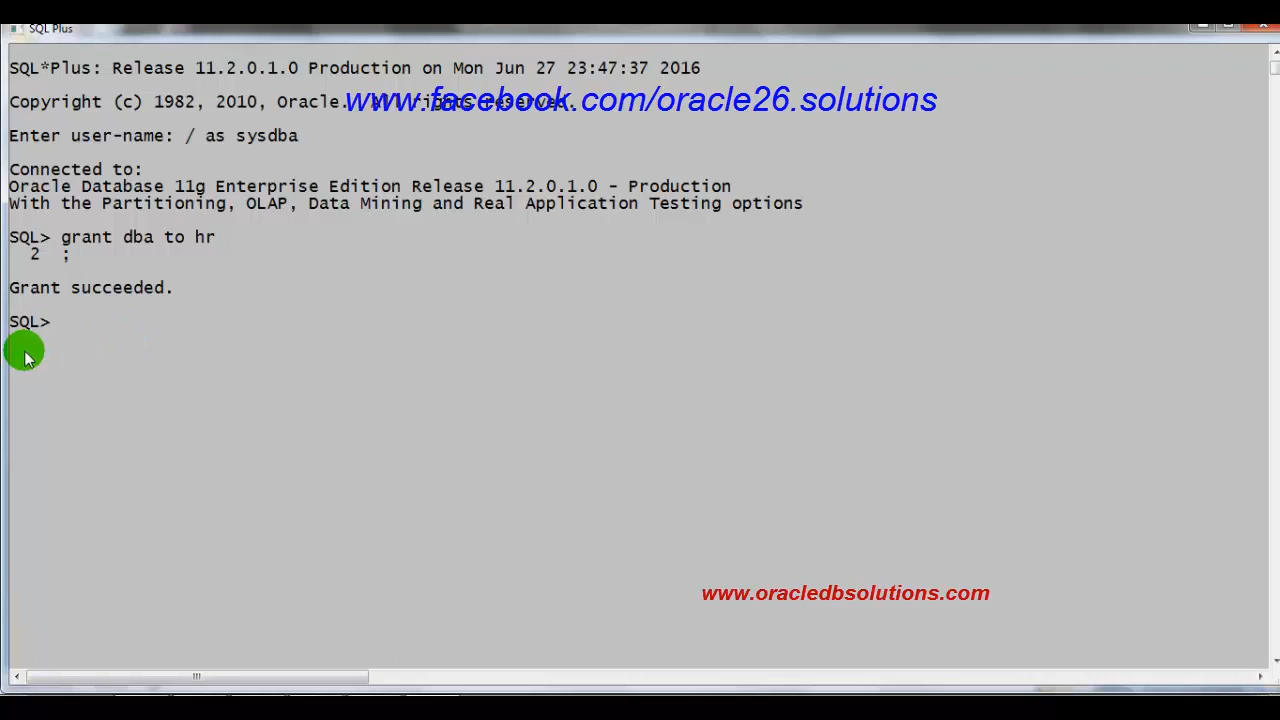 SQL Plus
SQL*Plus: Release 11.2.0.1.0 Production on Mon Jun 27 23:47:37 2016
Copyright (c) 1982, 2010, Oracle. All rights reserved.
www.facebook.com/oracle26.solutions
Enter user-name: / as sysdba
Connected to:
Oracle Database 11g Enterprise Edition Release 11.2.0.1.0 - Production
With the Partitioning, OLAP, Data Mining and Real Application Testing options
SQL> grant dba to hr
2 ;
Grant succeeded.
SQL>
www.oracledbsolutions.com